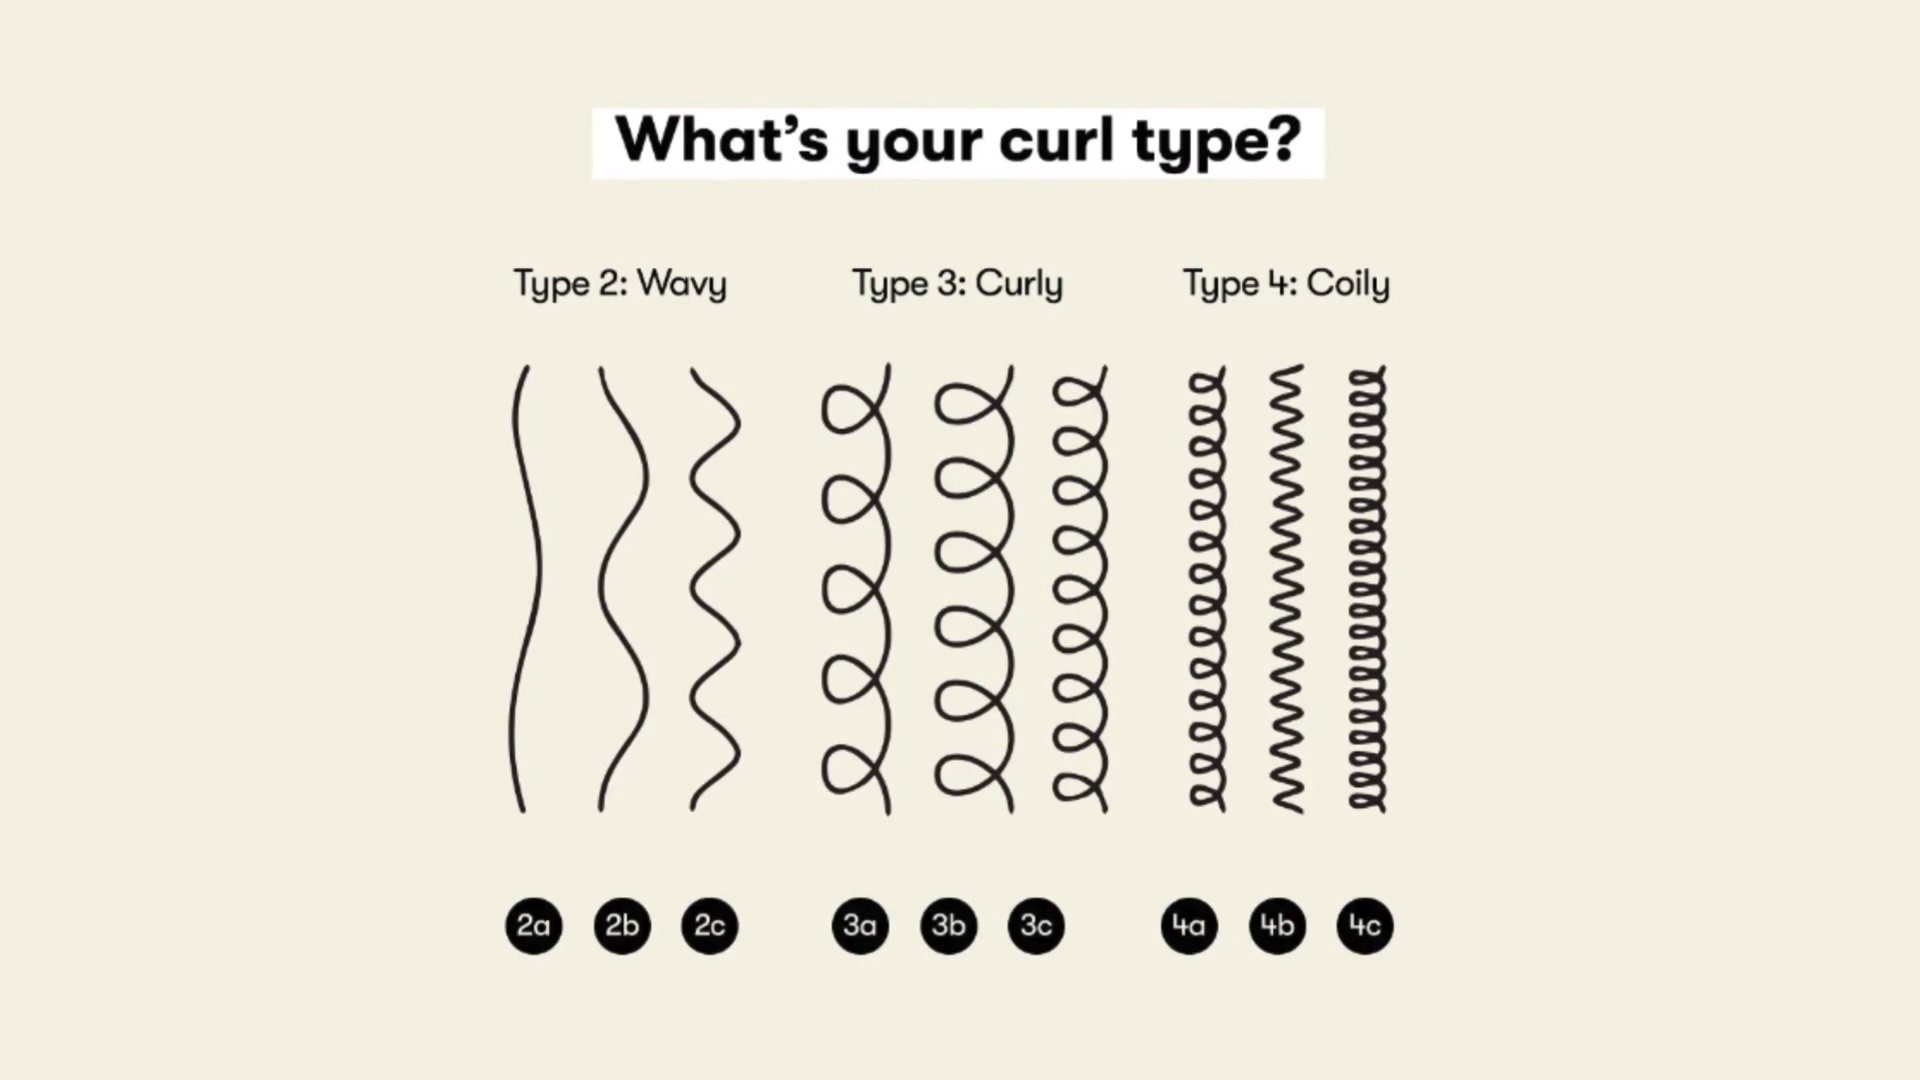 What’s your curl type?
Type 2: Wavy Type 3: Curly Type 4: Coily
2a 2b 2c 3a 3b 3c 4a 4b 4c